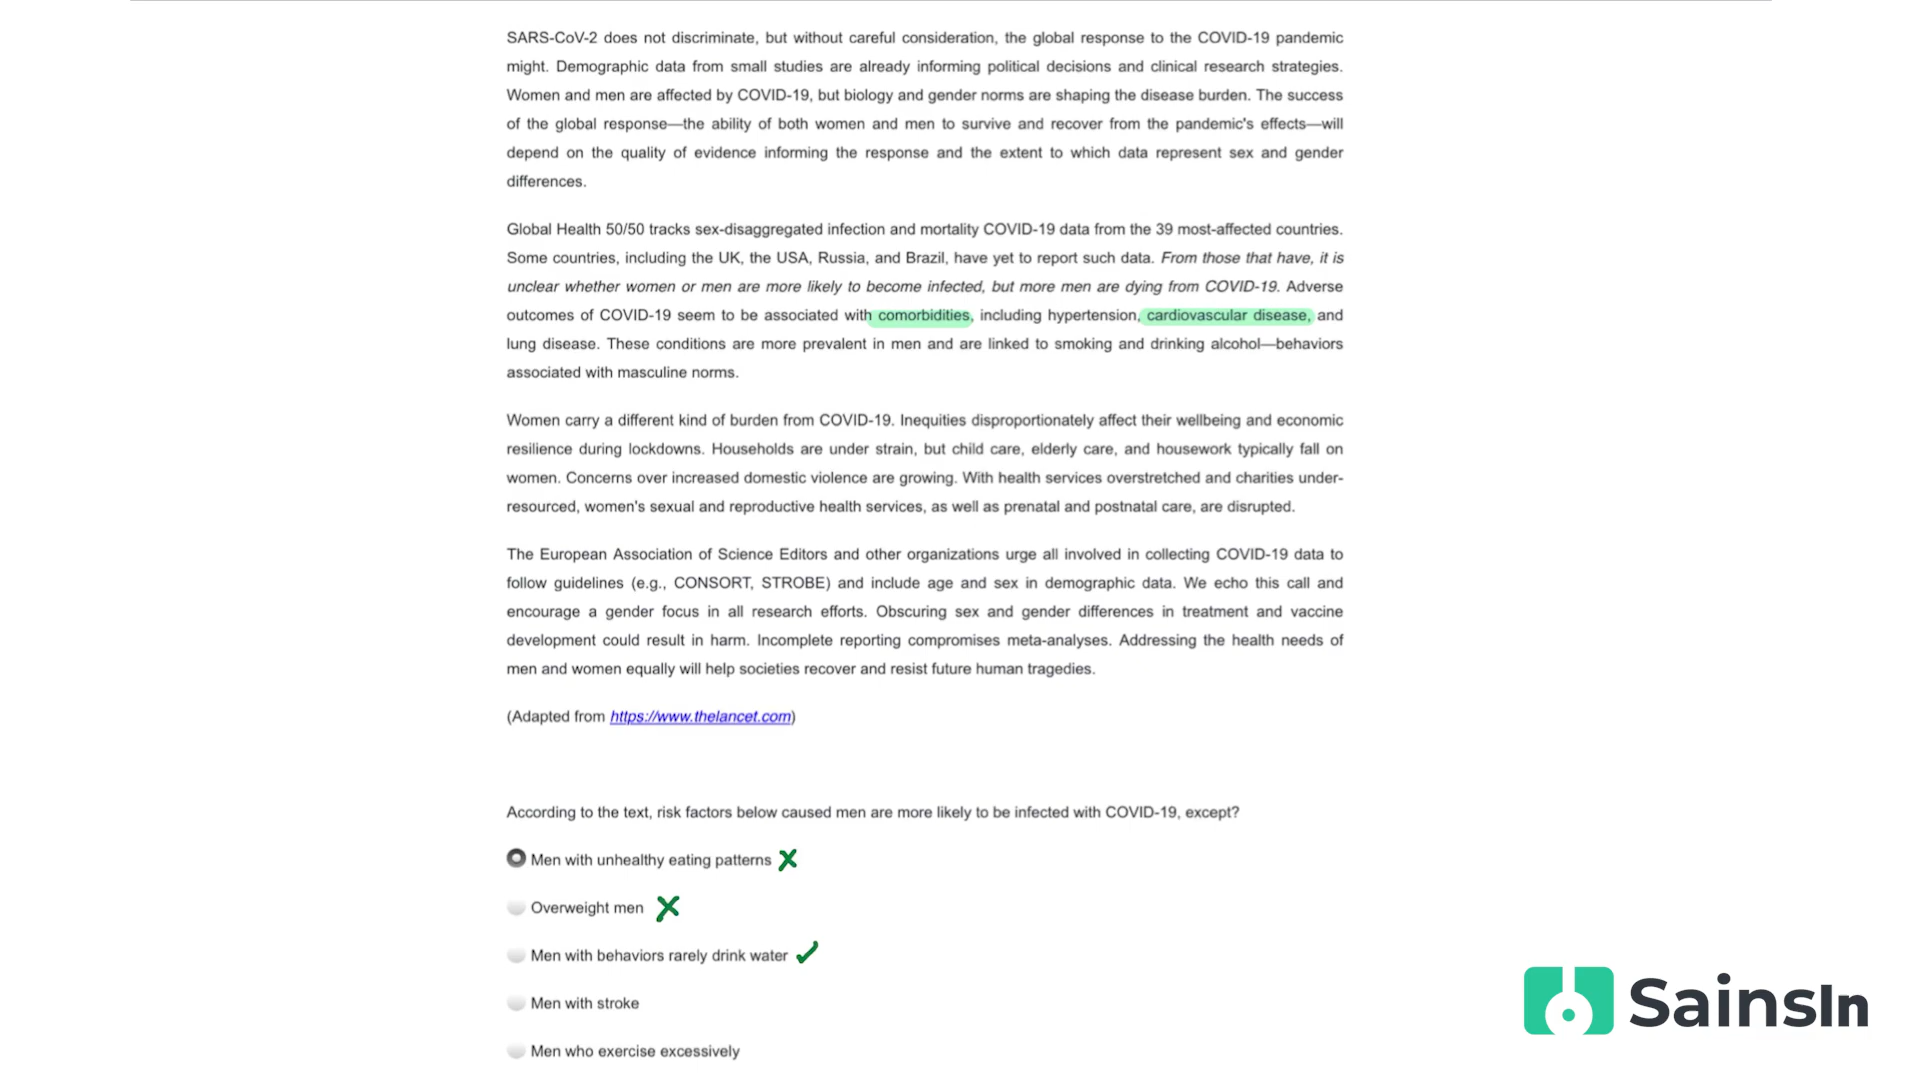 SARS-CoV-2 does not discriminate, but without careful consideration, the global response to the COVID-19 pandemic
might. Demographic data from small studies are already informing political decisions and clinical research strategies.
Women and men are affected by COVID-19, but biology and gender norms are shaping the disease burden. The success
of the global response—the ability of both women and men to survive and recover from the pandemic's effects—will
depend on the quality of evidence informing the response and the extent to which data represent sex and gender
differences.
Global Health 50/50 tracks sex-disaggregated infection and mortality COVID-19 data from the 39 most-affected countries.
Some countries, including the UK, the USA, Russia, and Brazil, have yet to report such data. From those that have, it is
unclear whether women or men are more likely to become infected, but more men are dying from COVID-19. Adverse
outcomes of COVID-19 seem to be associated with comorbidities, including hypertension, cardiovascular disease, and
lung disease. These conditions are more prevalent in men and are linked to smoking and drinking alcohol—behaviors
associated with masculine norms.
Women carry a different kind of burden from COVID-19. Inequities disproportionately affect their wellbeing and economic
resilience during lockdowns. Households are under strain, but child care, elderly care, and housework typically fall on
women. Concerns over increased domestic violence are growing. With health services overstretched and charities under-
resourced, women's sexual and reproductive health services, as well as prenatal and postnatal care, are disrupted.
The European Association of Science Editors and other organizations urge all involved in collecting COVID-19 data to
follow guidelines (e.g., CONSORT, STROBE) and include age and sex in demographic data. We echo this call and
encourage a gender focus in all research efforts. Obscuring sex and gender differences in treatment and vaccine
development could result in harm. Incomplete reporting compromises meta-analyses. Addressing the health needs of
men and women equally will help societies recover and resist future human tragedies.
(Adapted from https://www.thelancet.com)
According to the text, risk factors below caused men are more likely to be infected with COVID-19, except?
Men with unhealthy eating patterns
Overweight men
Men with behaviors rarely drink water
Men with stroke
Men who exercise excessively
SainsIn